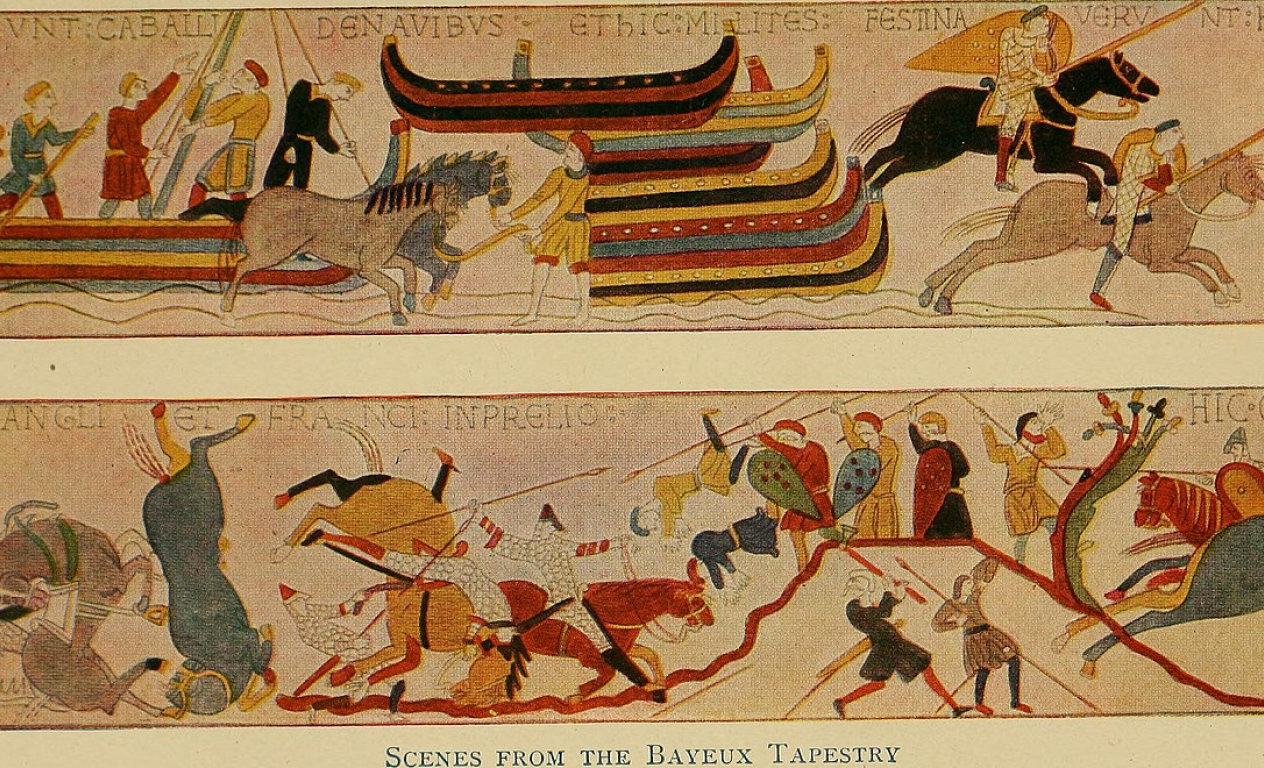 VNT:CABALLI DENAVIBVS ETHIC:MILITES: FESTINA VERV NT:
ANGLI ET FRA NCI: INPRELIO: HIC:
SCENES FROM THE BAYEUX TAPESTRY